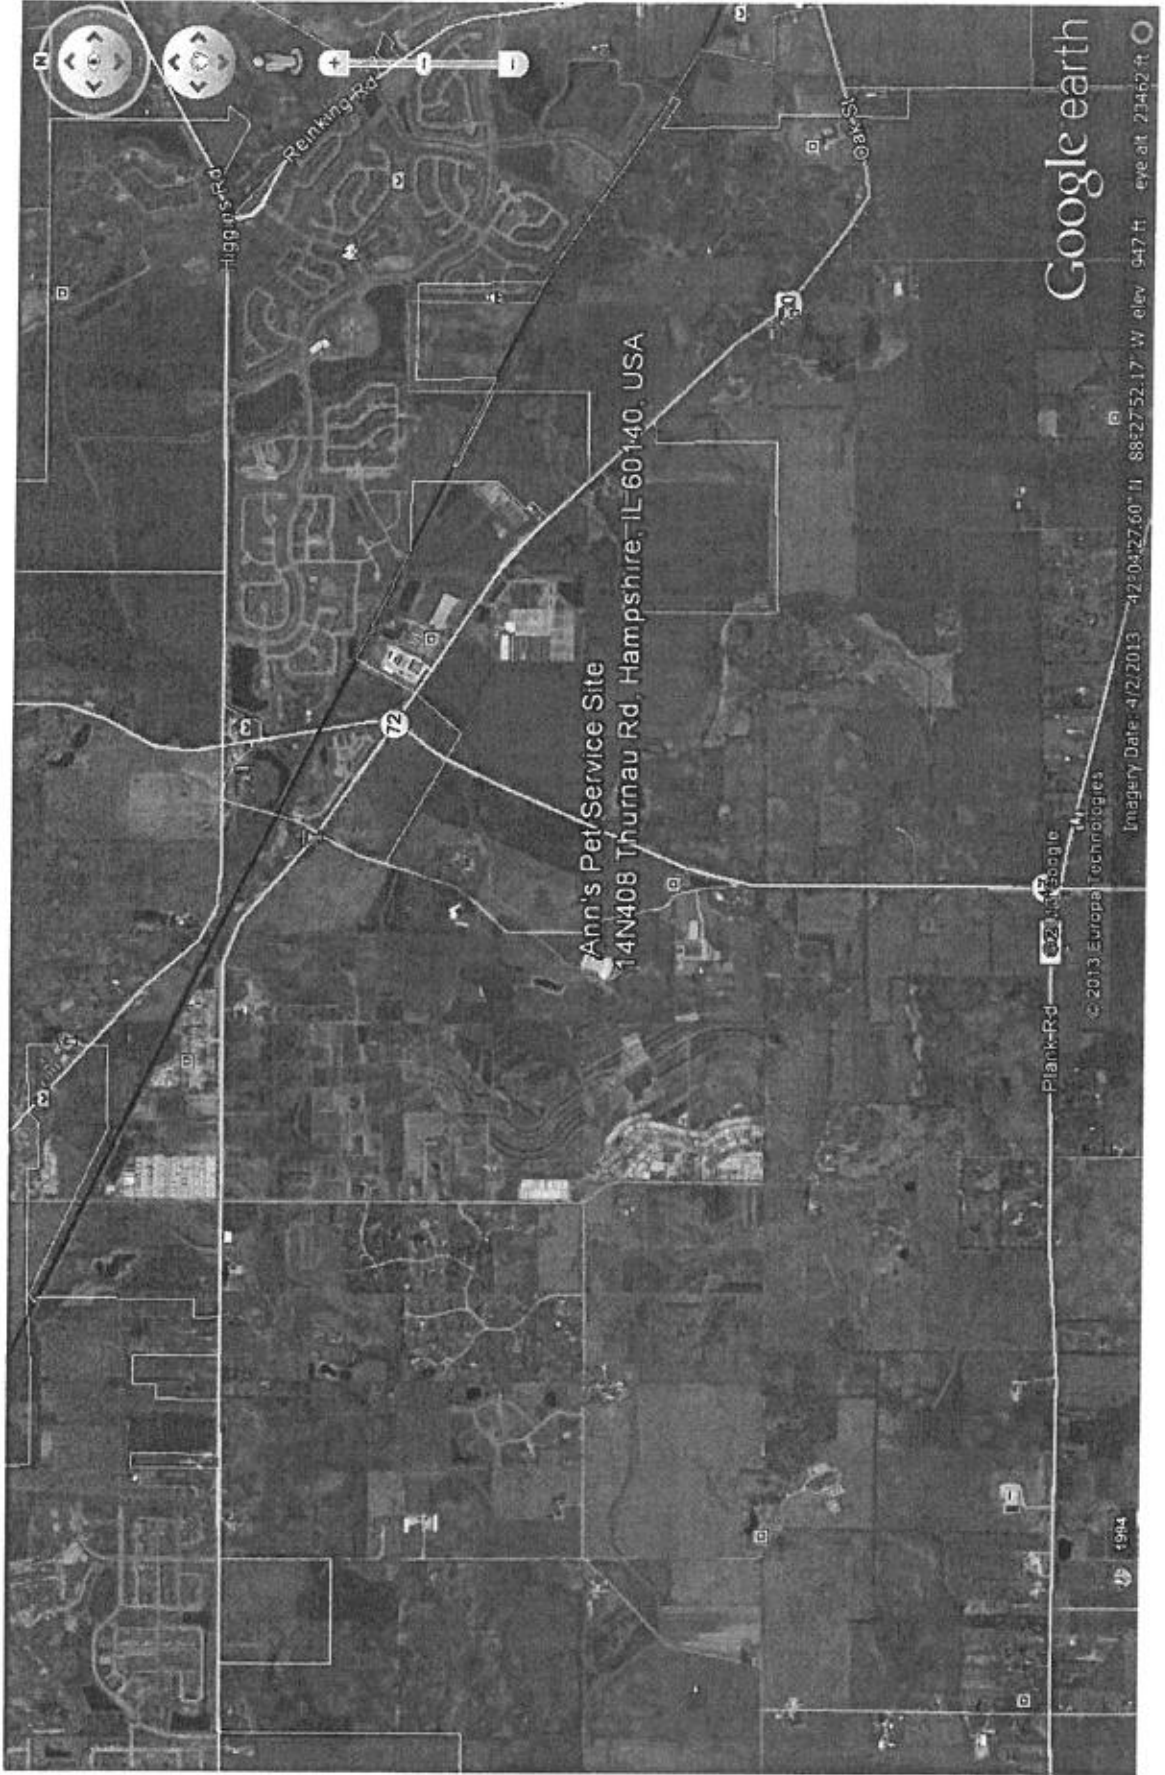 N
Higgins-Rd
Reinking-Rd
Oak-St
72
Ann's Pet Service Site
14N408 Thurnau Rd, Hampshire, IL 60140, USA
Plank-Rd
Google
© 2013 Europa Technologies
Google earth
1994
Imagery Date: 4/2/2013 42°04'27.60" N 88°27'52.17" W elev 947 ft eye alt 23462 ft